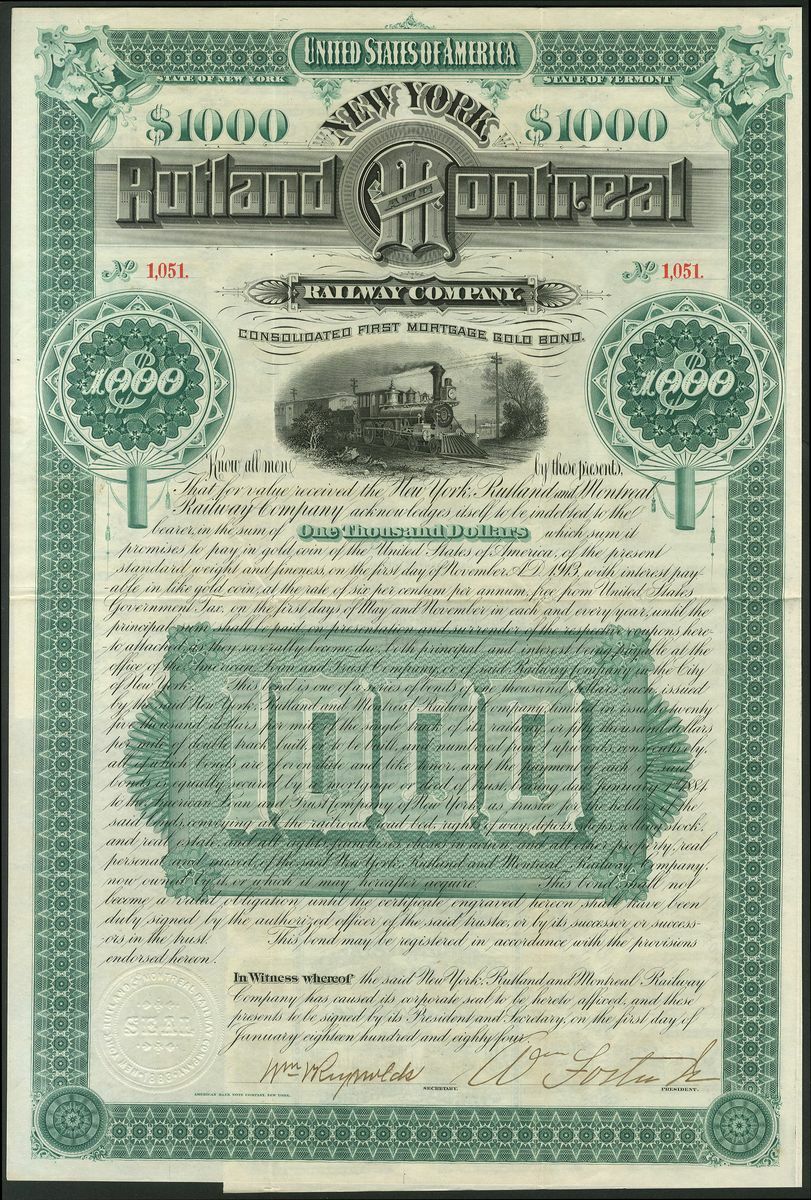 UNITED STATES OF AMERICA
STATE OF NEW YORK STATE OF VERMONT
$1000 NEW YORK $1000
Rutland AND Montreal
No 1,051. No 1,051.
RAILWAY COMPANY
CONSOLIDATED FIRST MORTGAGE GOLD BOND.
$1000 $1000
Know all men by these presents,
That, for value received the New York, Rutland and Montreal
Railway Company acknowledges itself to be indebted to the
bearer, in the sum of One Thousand Dollars which sum it
promises to pay in gold coin of the United States of America, of the present
standard weight and fineness, on the first day of November A.D. 1913, with interest pay-
able in like gold coin, at the rate of six per centum per annum, free from United States
Government Tax, on the first days of May and November in each and every year, until the
principal sum shall be paid on presentation and surrender of the respective coupons here-
to attached, as they severally become due, both principal and interest being payable at the
office of the American Loan and Trust Company, or of said Railway Company in the City
of New York. This bond is one of a series of bonds of one thousand dollars each, issued
by the said New York, Rutland and Montreal Railway Company, limited in issue to twenty
five thousand dollars per mile of the single track of its railway, or fifty thousand dollars
per mile of double track built, or to be built, and numbered from 1 upwards, consecutively,
all of which bonds are of even date and like tenor, and the payment of each of said
bonds is equally secured by a mortgage or deed of trust, bearing date January 1st 1884
to the American Loan and Trust Company of New York, as trustee for the holders of the
said bonds, conveying all the railroad, road bed, rights of way, depots, shops, rolling stock,
and real estate and all rights, franchises, choses in action and all other property, real
personal and mixed, of the said New York, Rutland and Montreal Railway Company,
now owned by it, or which it may hereafter acquire. This bond shall not
become a valid obligation until the certificate engraved hereon shall have been
duly signed by the authorized officer of the said trustee, or by its successor or success-
ors in the trust. This bond may be registered in accordance with the provisions
endorsed hereon.
1000
In Witness whereof the said New York, Rutland and Montreal Railway
Company has caused its corporate seal to be hereto affixed, and these
presents to be signed by its President and Secretary, on the first day of
January eighteen hundred and eighty four.
SEAL
Wm V Reynolds Wm Foster Jr
SECRETARY. PRESIDENT.
AMERICAN BANK NOTE COMPANY, NEW YORK.